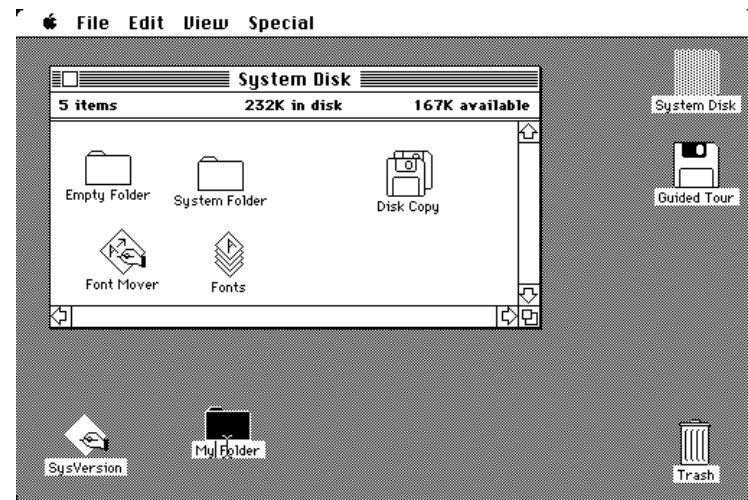 File Edit View Special
System Disk
5 items 232K in disk 167K available
Empty Folder System Folder Disk Copy
Font Mover Fonts
System Disk
Guided Tour
SysVersion My Folder Trash